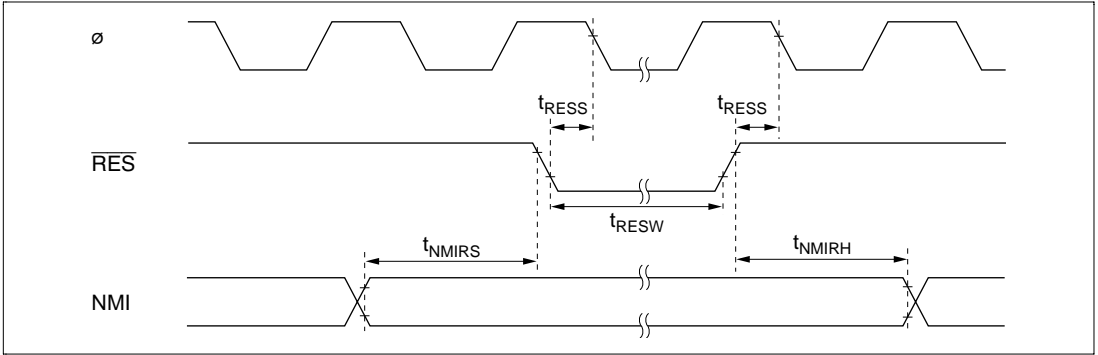 ø
tRESS tRESS
RES
tRESW
tNMIRS tNMIRH
NMI